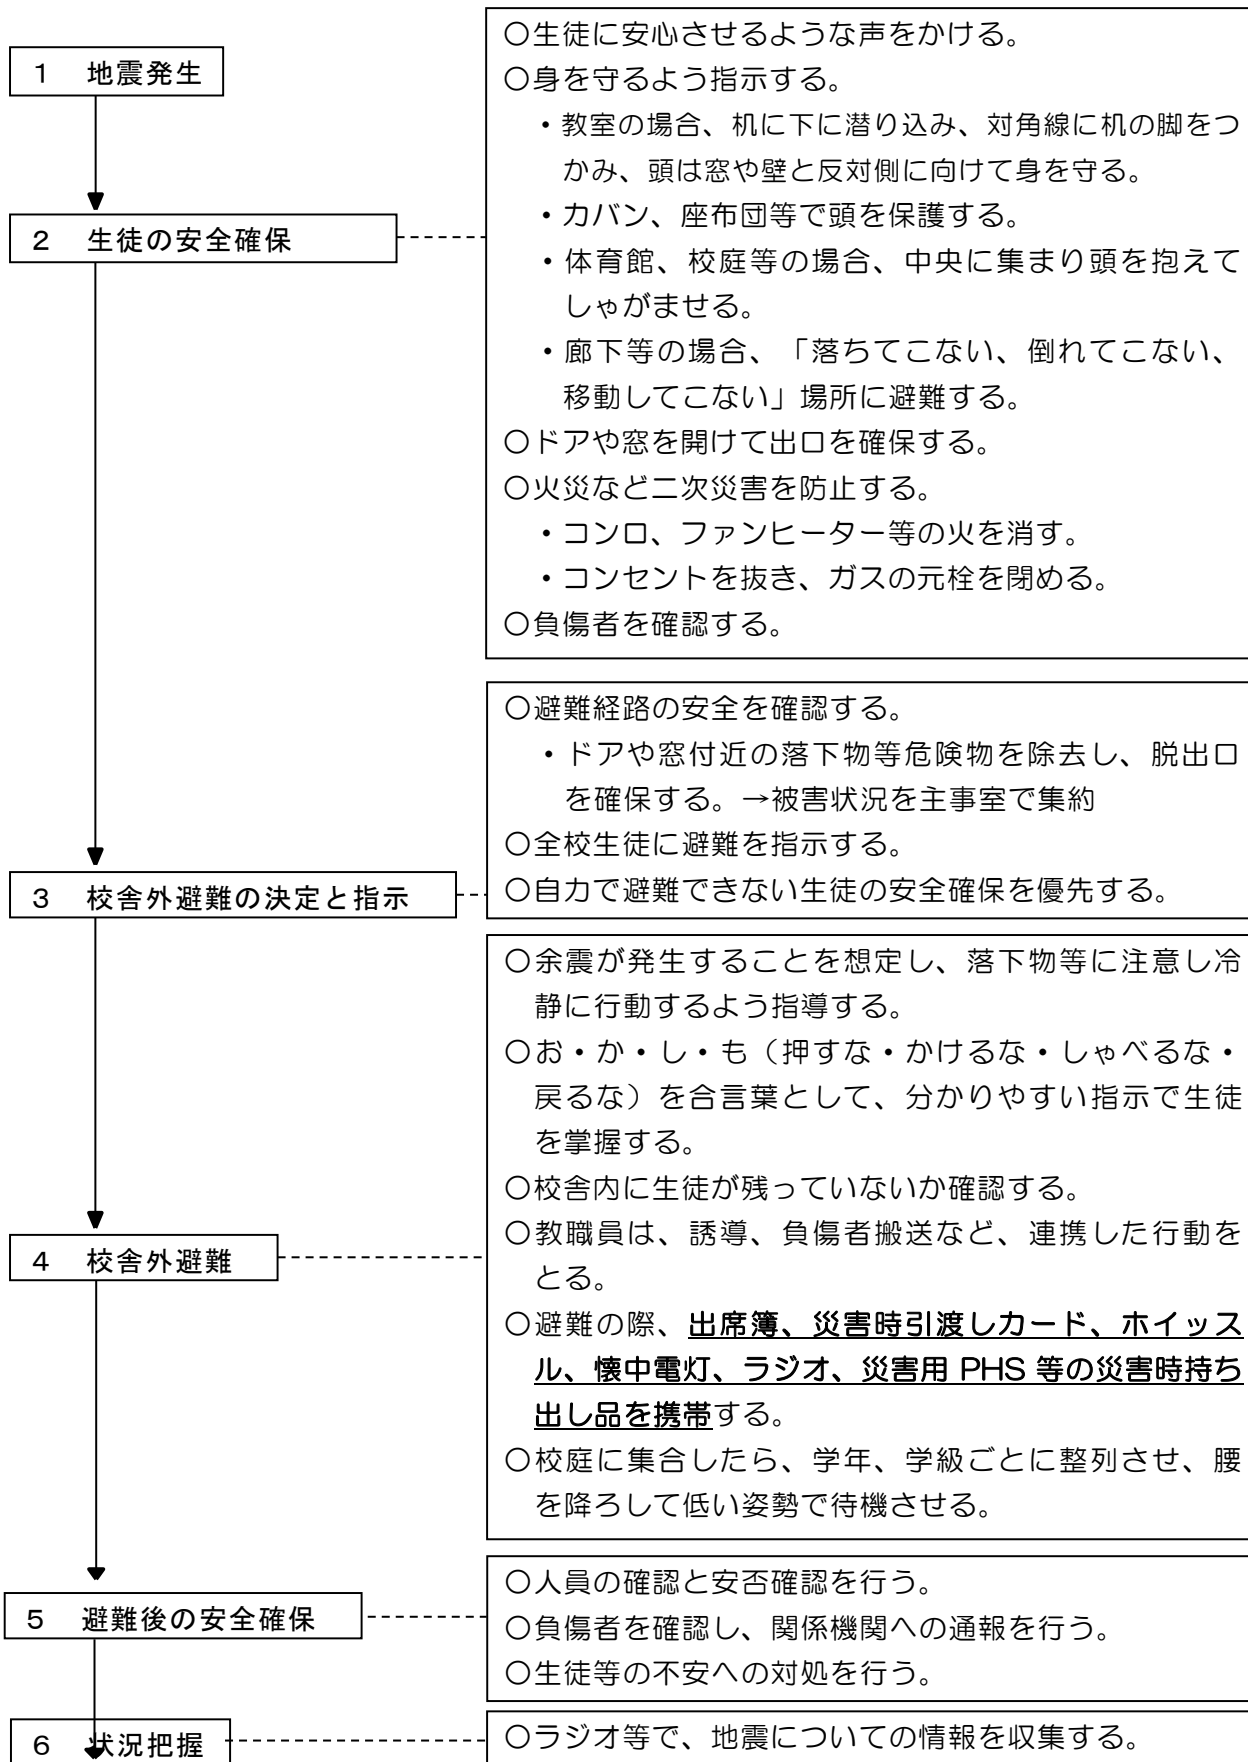 1 地震発生
○生徒に安心させるような声をかける。
○身を守るよう指示する。
・教室の場合、机に下に潜り込み、対角線に机の脚をつ
かみ、頭は窓や壁と反対側に向けて身を守る。
・カバン、座布団等で頭を保護する。
・体育館、校庭等の場合、中央に集まり頭を抱えて
しゃがませる。
・廊下等の場合、「落ちてこない、倒れてこない、
移動してこない」場所に避難する。
○ドアや窓を開けて出口を確保する。
○火災など二次災害を防止する。
・コンロ、ファンヒーター等の火を消す。
・コンセントを抜き、ガスの元栓を閉める。
○負傷者を確認する。
2 生徒の安全確保
○避難経路の安全を確認する。
・ドアや窓付近の落下物等危険物を除去し、脱出口
を確保する。→被害状況を主事室で集約
○全校生徒に避難を指示する。
○自力で避難できない生徒の安全確保を優先する。
3 校舎外避難の決定と指示
○余震が発生することを想定し、落下物等に注意し冷
静に行動するよう指導する。
○お・か・し・も（押すな・かけるな・しゃべるな・
戻るな）を合言葉として、分かりやすい指示で生徒
を掌握する。
○校舎内に生徒が残っていないか確認する。
○教職員は、誘導、負傷者搬送など、連携した行動を
とる。
○避難の際、出席簿、災害時引渡しカード、ホイッス
ル、懐中電灯、ラジオ、災害用 PHS 等の災害時持ち
出し品を携帯する。
○校庭に集合したら、学年、学級ごとに整列させ、腰
を降ろして低い姿勢で待機させる。
4 校舎外避難
○人員の確認と安否確認を行う。
○負傷者を確認し、関係機関への通報を行う。
○生徒等の不安への対処を行う。
5 避難後の安全確保
○ラジオ等で、地震についての情報を収集する。
6 状況把握